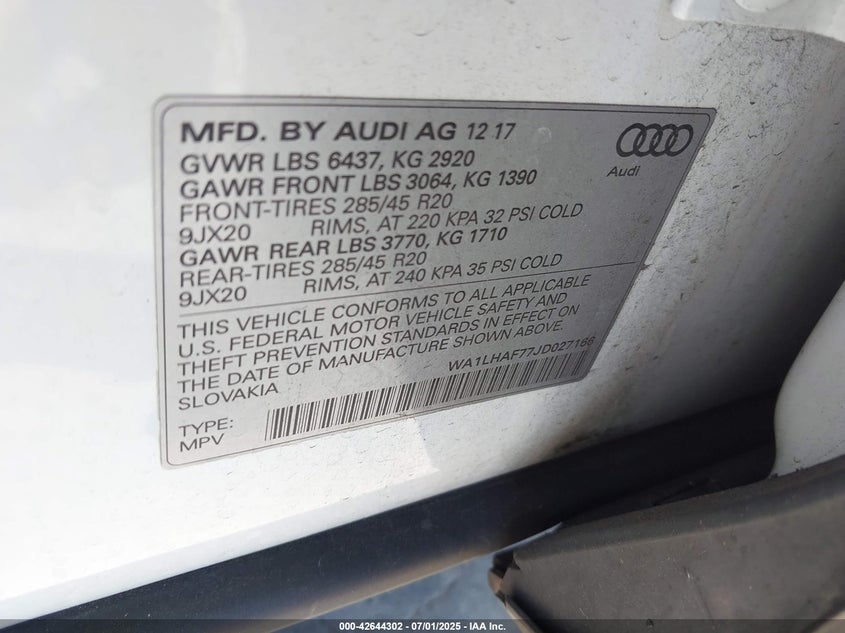 MFD. BY AUDI AG 12 17
GVWR LBS 6437, KG 2920
GAWR FRONT LBS 3064, KG 1390
FRONT-TIRES 285/45 R20
9JX20 RIMS, AT 220 KPA 32 PSI COLD
GAWR REAR LBS 3770, KG 1710
REAR-TIRES 285/45 R20
9JX20 RIMS, AT 240 KPA 35 PSI COLD
Audi
THIS VEHICLE CONFORMS TO ALL APPLICABLE
U.S. FEDERAL MOTOR VEHICLE SAFETY AND
THEFT PREVENTION STANDARDS IN EFFECT ON
THE DATE OF MANUFACTURE SHOWN ABOVE.
SLOVAKIA WA1LHAF77JD027166
TYPE:
MPV
000-42644302 - 07/01/2025 - IAA Inc.